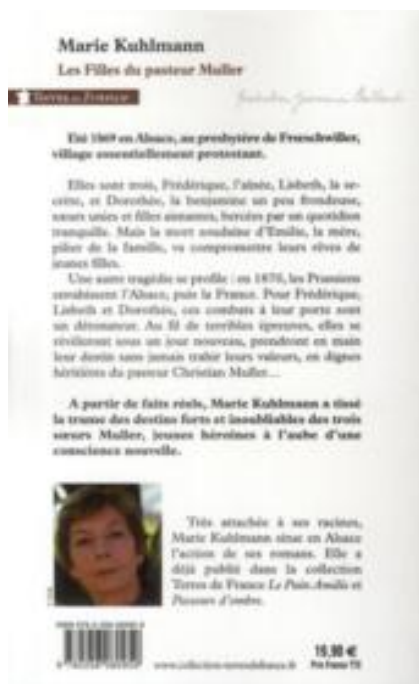 Marie Kuhlmann
Les Filles du pasteur Muller
Terres de France
Eté 1869 en Alsace, au presbytère de Frœschwiller,
village essentiellement protestant.
Elles sont trois, Frédérique, l'aînée, Lisbeth, la se-
crète, et Dorothée, la benjamine un peu frondeuse,
sœurs unies et filles aimantes, bercées par un quotidien
tranquille. Mais la mort soudaine d'Emilie, la mère,
pilier de la famille, va compromettre leurs rêves de
jeunes filles.
Une autre tragédie se profile : en 1870, les Prussiens
envahissent l'Alsace, puis la France. Pour Frédérique,
Lisbeth et Dorothée, ces combats à leur porte sont
un détonateur. Au fil de terribles épreuves, elles se
révéleront sous un jour nouveau, prendront en main
leur destin sans jamais trahir leurs valeurs, en dignes
héritières du pasteur Christian Muller...
A partir de faits réels, Marie Kuhlmann a tissé
la trame des destins forts et inoubliables des trois
sœurs Muller, jeunes héroïnes à l'aube d'une
conscience nouvelle.
Très attachée à ses racines,
Marie Kuhlmann situe en Alsace
l'action de ses romans. Elle a
déjà publié dans la collection
Terres de France Le Puits Amélie et
Passeurs d'ombre.
19,90 €
www.collection-terresdefrance.fr Prix France TTC